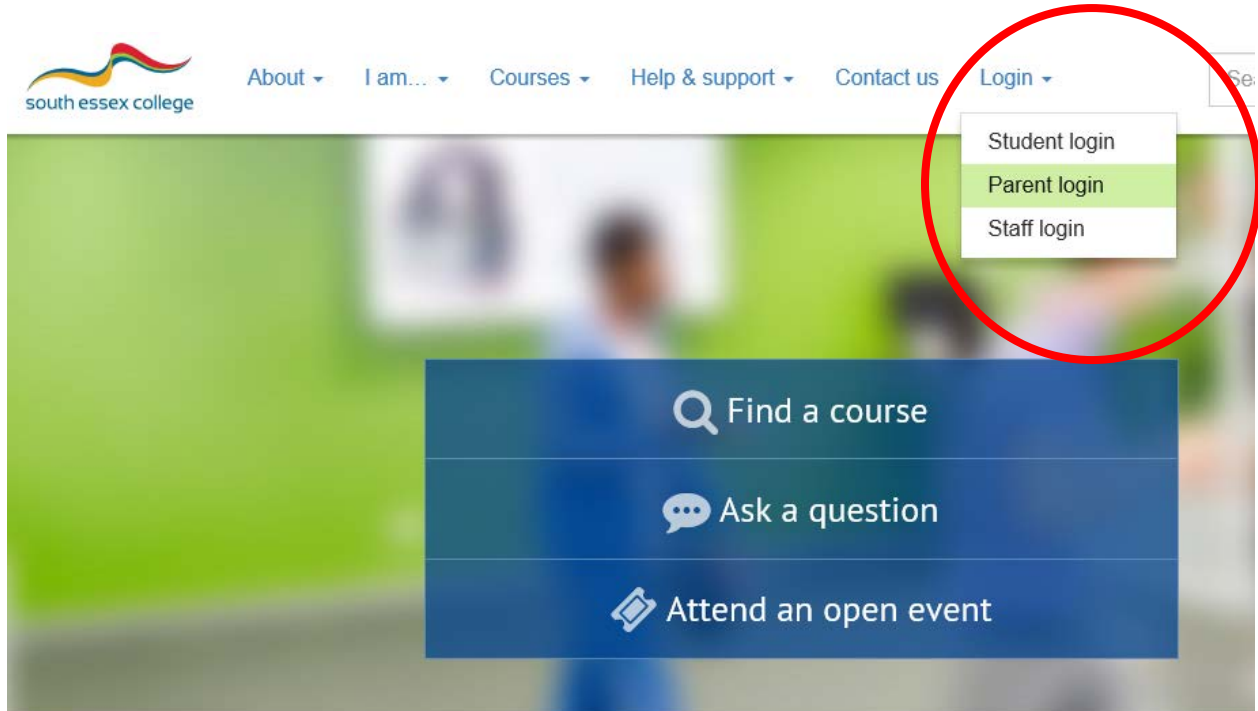 south essex college
About I am... Courses Help & support Contact us Login
Student login
Parent login
Staff login
Find a course
Ask a question
Attend an open event